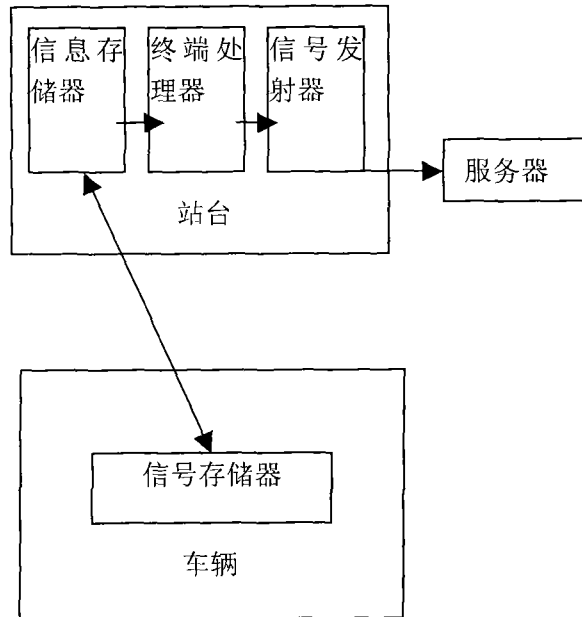 信息存
储器
终端处
理器
信号发
射器
服务器
站台
信号存储器
车辆